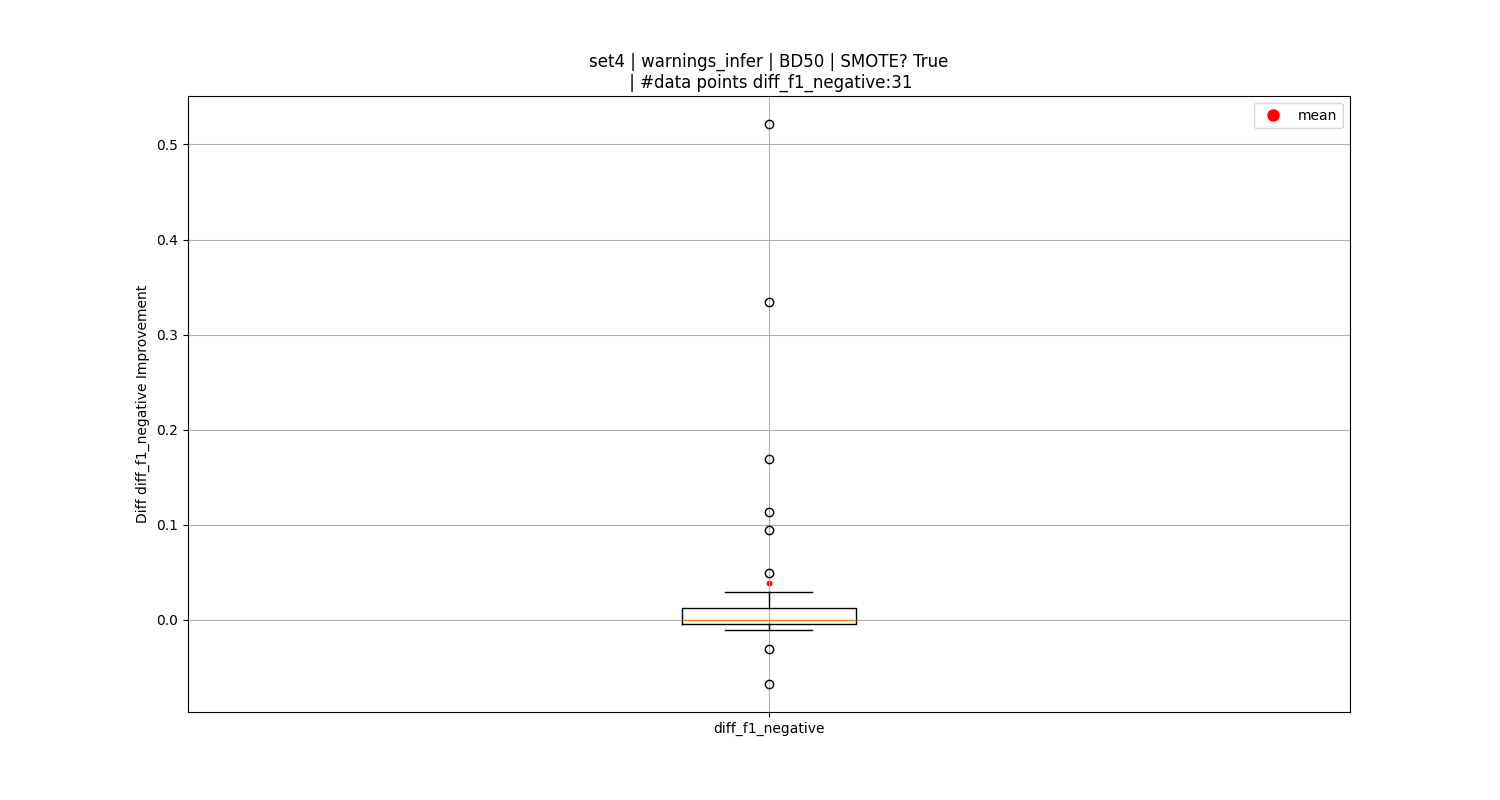 set4 | warnings_infer | BD50 | SMOTE? True
| #data points diff_f1_negative:31
mean
0.5
0.4
0.3
0.2
0.1
0.0
Diff diff_f1_negative Improvement
diff_f1_negative